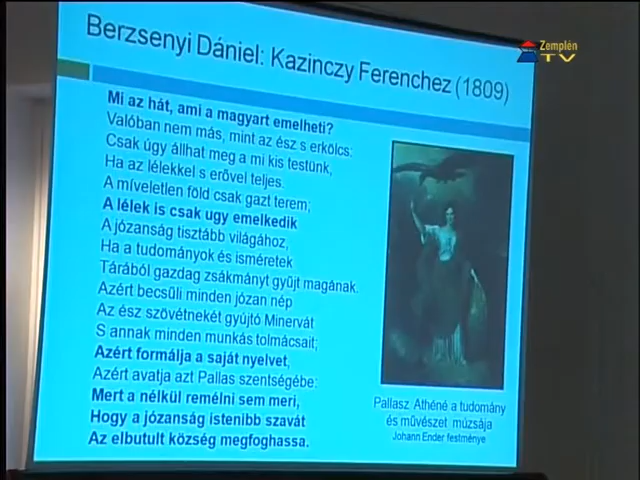 Berzsenyi Dániel: Kazinczy Ferenchez (1809)
Zemplén
TV
Mi az hát, ami a magyart emelheti?
Valóban nem más, mint az ész s erkölcs:
Csak úgy állhat meg a mi kis testünk,
Ha az lélekkel s erővel teljes.
A míveletlen föld csak gazt terem;
A lélek is csak ugy emelkedik
A józanság tisztább világához,
Ha a tudományok és isméretek
Tárából gazdag zsákmányt gyűjt magának.
Azért becsűli minden józan nép
Az ész szövétnekét gyújtó Minervát
S annak minden munkás tolmácsait;
Azért formálja a saját nyelvet,
Azért avatja azt Pallas szentségébe:
Mert a nélkül remélni sem meri,
Hogy a józanság istenibb szavát
Az elbutult község megfoghassa.
Pallasz Athéné a tudomány
és művészet múzsája
Johann Ender festménye